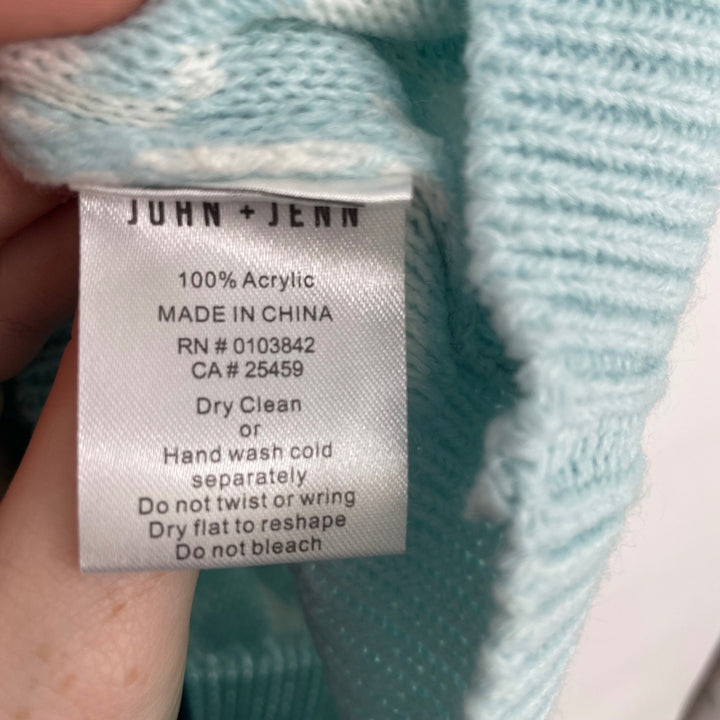 JOHN + JENN
100% Acrylic
MADE IN CHINA
RN # 0103842
CA # 25459
Dry Clean
or
Hand wash cold
separately
Do not twist or wring
Dry flat to reshape
Do not bleach